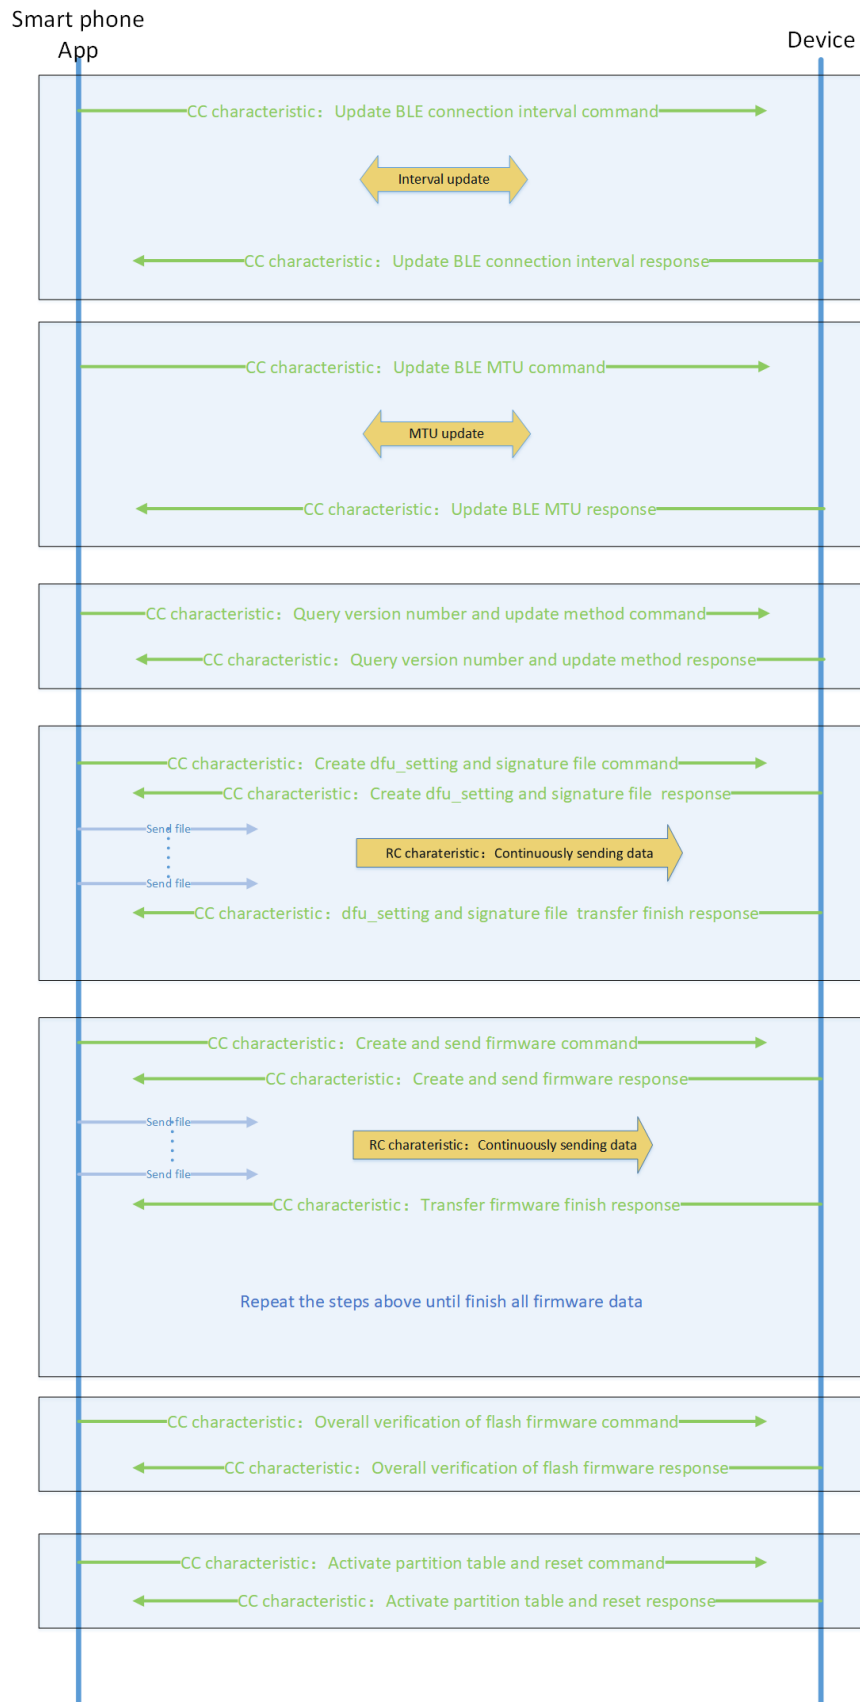 Smart phone
App
Device
CC characteristic：Update BLE connection interval command
Interval update
CC characteristic：Update BLE connection interval response
CC characteristic：Update BLE MTU command
MTU update
CC characteristic：Update BLE MTU response
CC characteristic：Query version number and update method command
CC characteristic：Query version number and update method response
CC characteristic：Create dfu_setting and signature file command
CC characteristic：Create dfu_setting and signature file  response
Send file
RC charateristic：Continuously sending data
Send file
CC characteristic：dfu_setting and signature file  transfer finish response
CC characteristic：Create and send firmware command
CC characteristic：Create and send firmware response
Send file
RC charateristic：Continuously sending data
Send file
CC characteristic：Transfer firmware finish response
Repeat the steps above until finish all firmware data
CC characteristic：Overall verification of flash firmware command
CC characteristic：Overall verification of flash firmware response
CC characteristic：Activate partition table and reset command
CC characteristic：Activate partition table and reset response